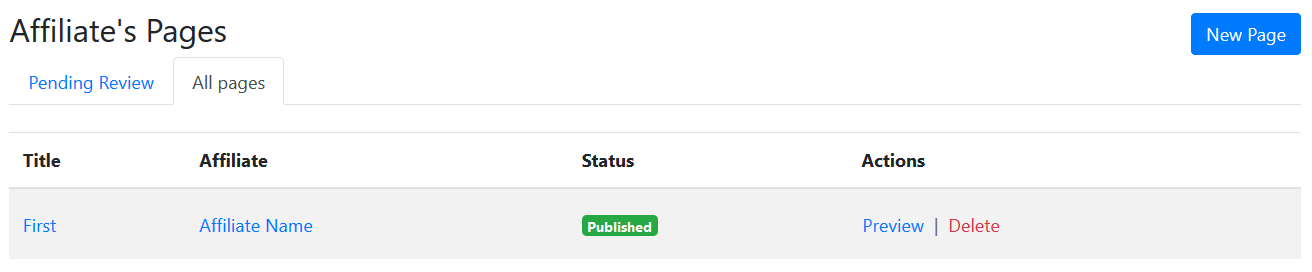 Affiliate's Pages
New Page
Pending Review
All pages
Title Affiliate Status Actions
First Affiliate Name Published Preview | Delete